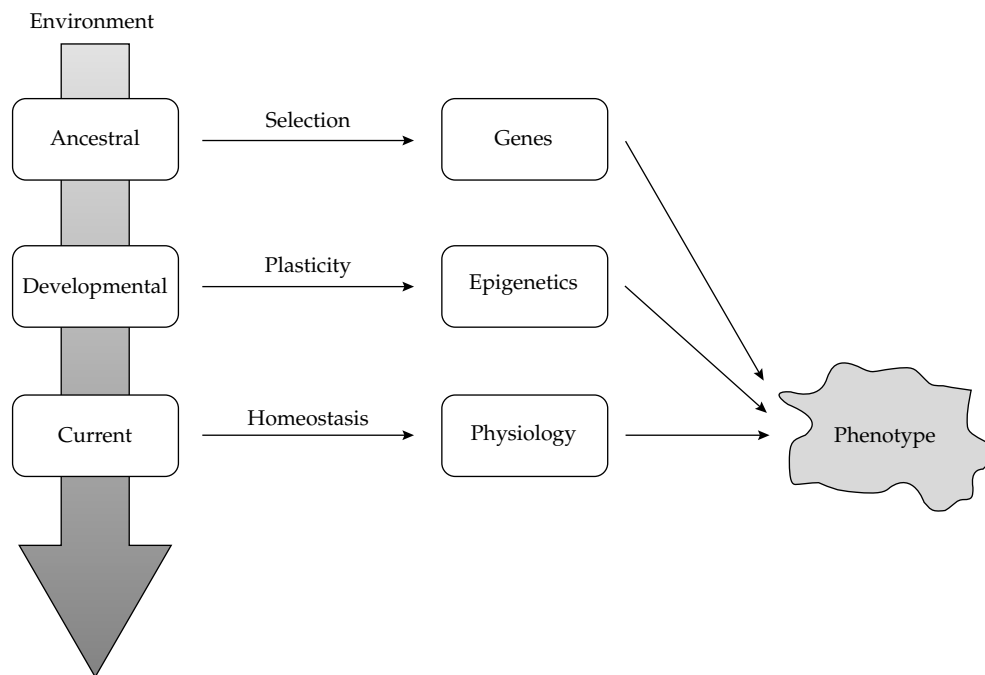 Environment
Ancestral
Selection
Genes
Developmental
Plasticity
Epigenetics
Current
Homeostasis
Physiology
Phenotype